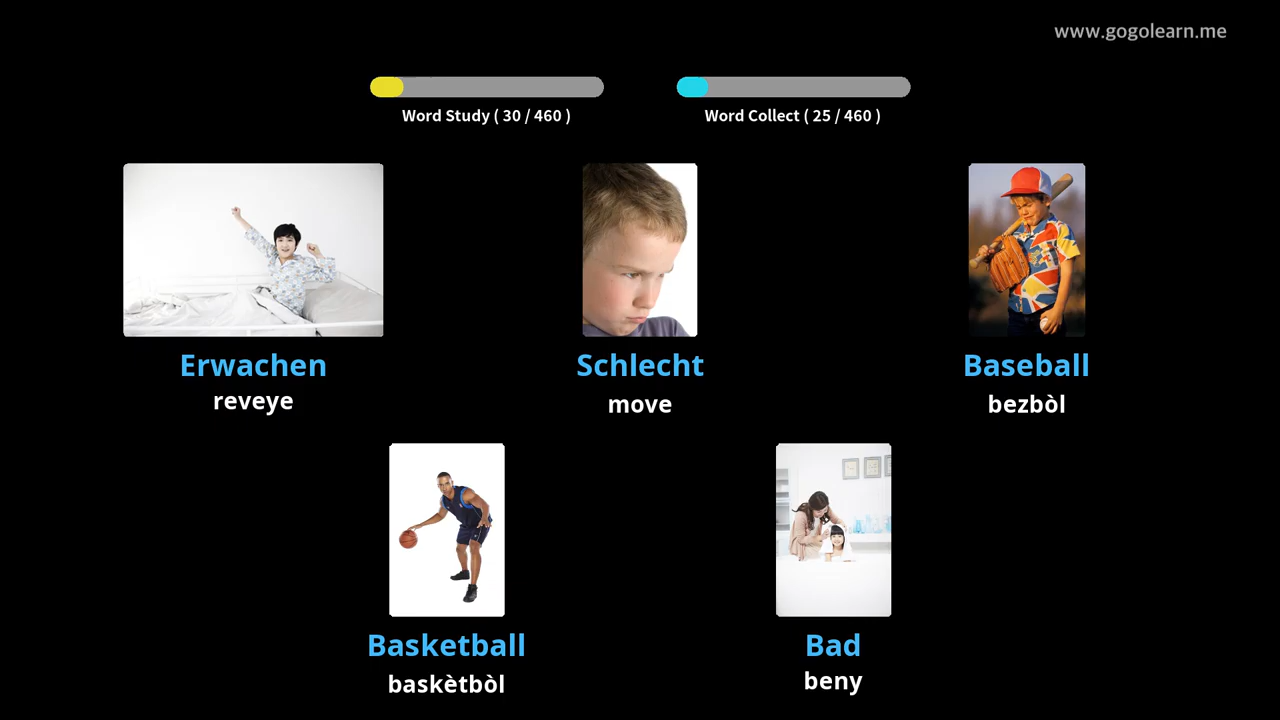 www.gogolearn.me
Word Study ( 30 / 460 )
Word Collect ( 25 / 460 )
Erwachen
reveye
Schlecht
move
Baseball
bezbòl
Basketball
baskètbòl
Bad
beny